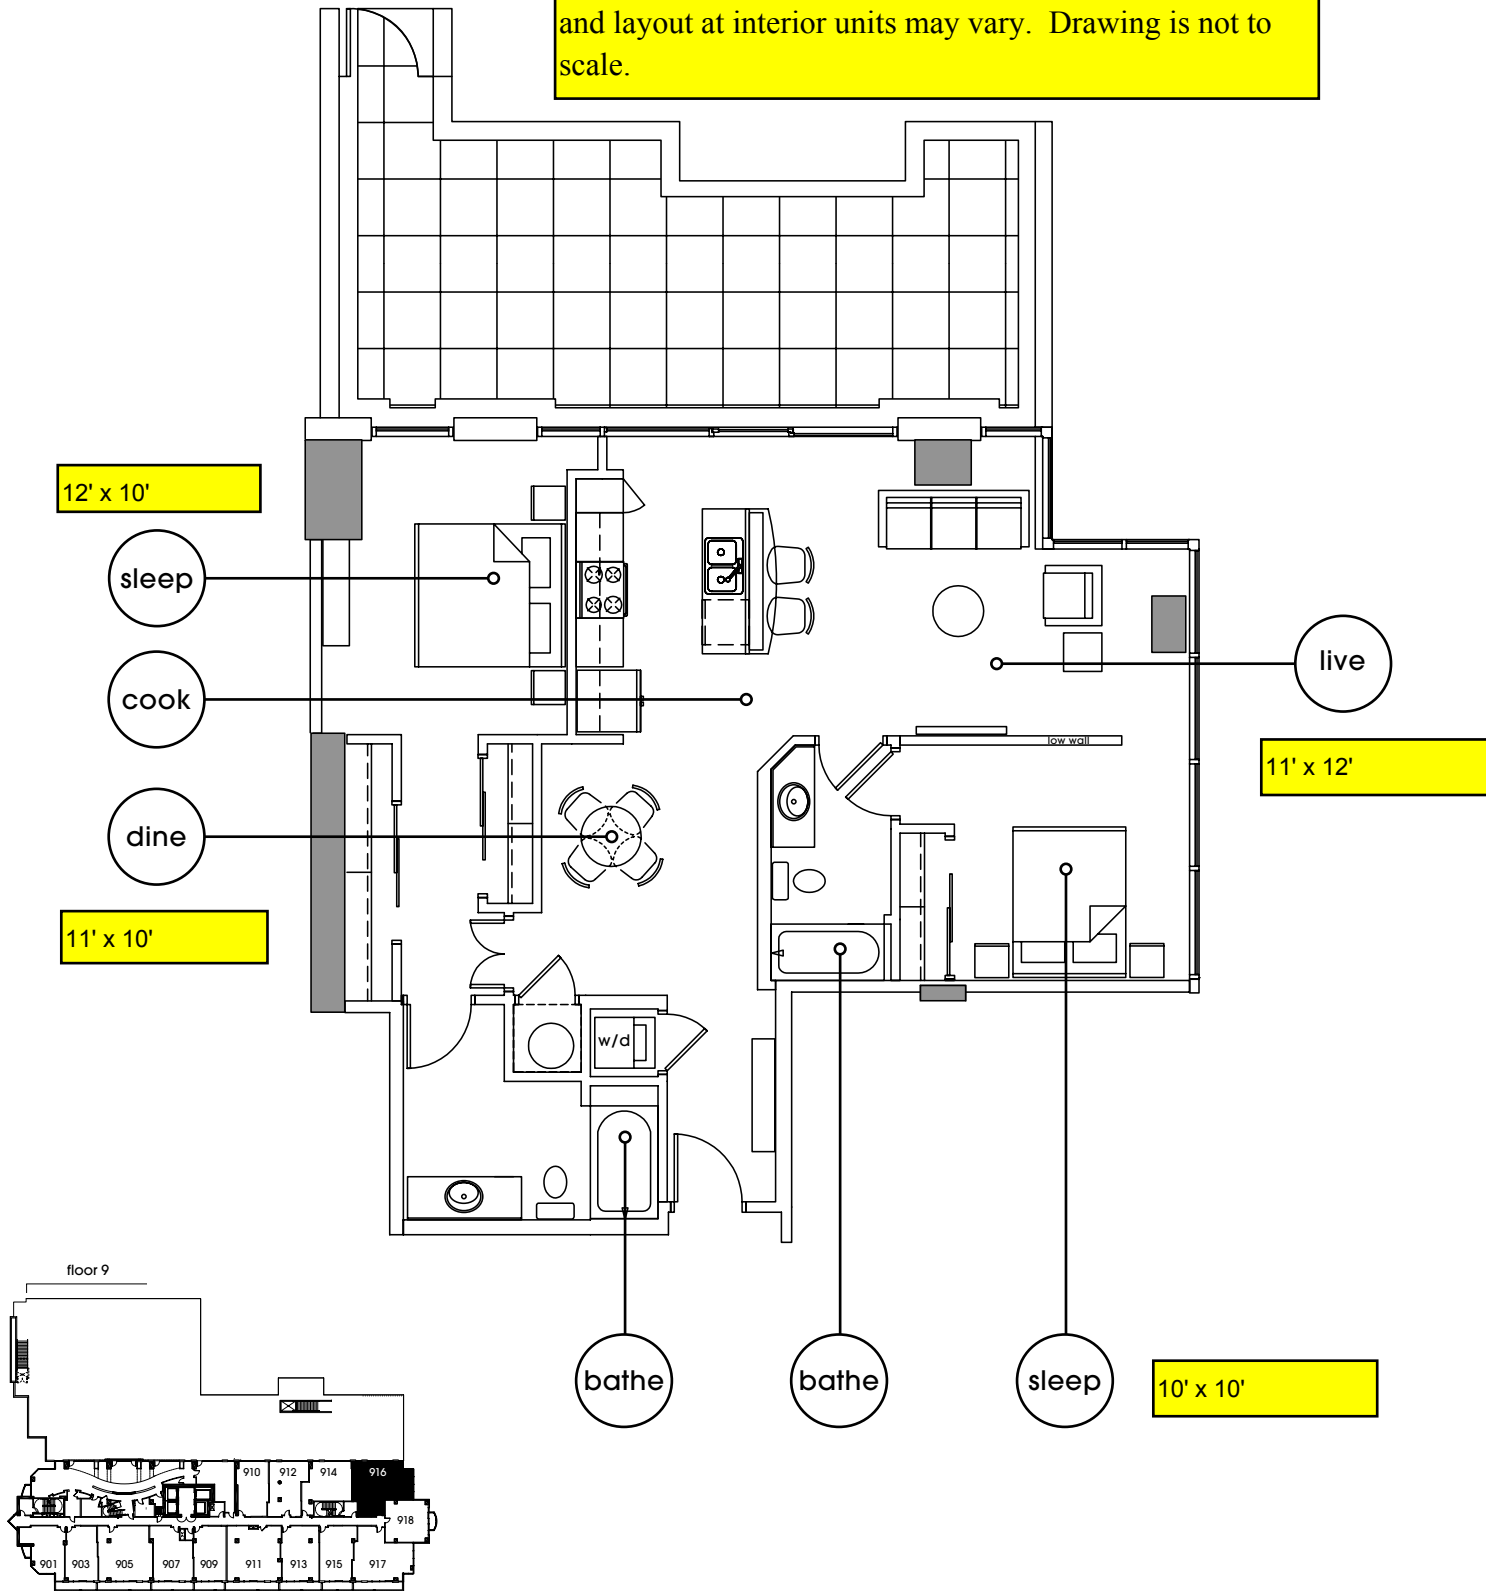 and layout at interior units may vary. Drawing is not to
scale.
12' x 10'
sleep
cook
live
low wall
11' x 12'
dine
11' x 10'
w/d
bathe
bathe
sleep
10' x 10'
floor 9
910
912
914
916
918
901
903
905
907
909
911
913
915
917